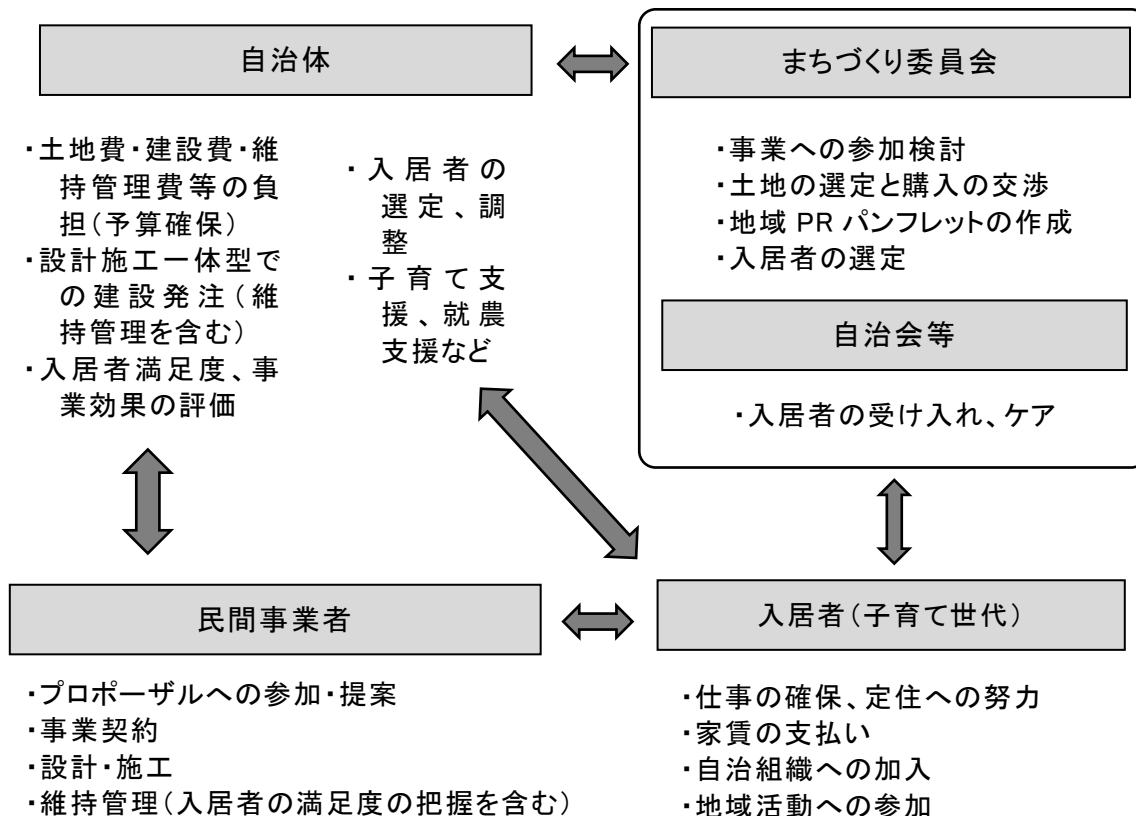 自治体
・土地費・建設費・維
持管理費等の負
担(予算確保)
・設計施工一体型で
の建設発注(維
持管理を含む)
・入居者満足度、事
業効果の評価
・入居者の
選定、調
整
・子育て支
援、就農
支援など
まちづくり委員会
・事業への参加検討
・土地の選定と購入の交渉
・地域 PR パンフレットの作成
・入居者の選定
自治会等
・入居者の受け入れ、ケア
民間事業者
・プロポーザルへの参加・提案
・事業契約
・設計・施工
・維持管理(入居者の満足度の把握を含む)
入居者(子育て世代)
・仕事の確保、定住への努力
・家賃の支払い
・自治組織への加入
・地域活動への参加